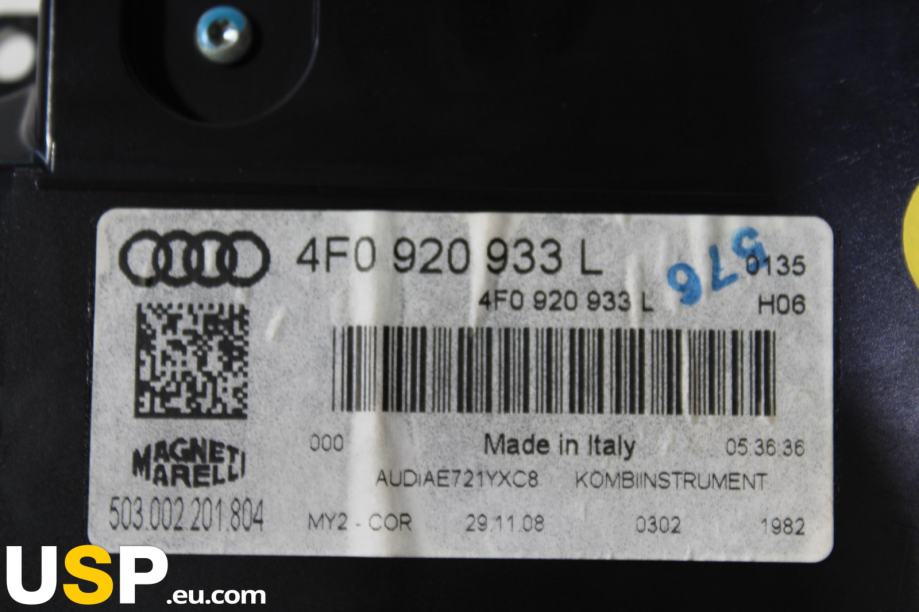 4F0 920 933 L
576
0135
4F0 920 933 L H06
000 Made in Italy 05:36:36
MAGNETI
MARELLI
AUDIAE721YXC8 KOMBIINSTRUMENT
503.002.201.804
MY2 - COR 29.11.08 0302 1982
USP.eu.com